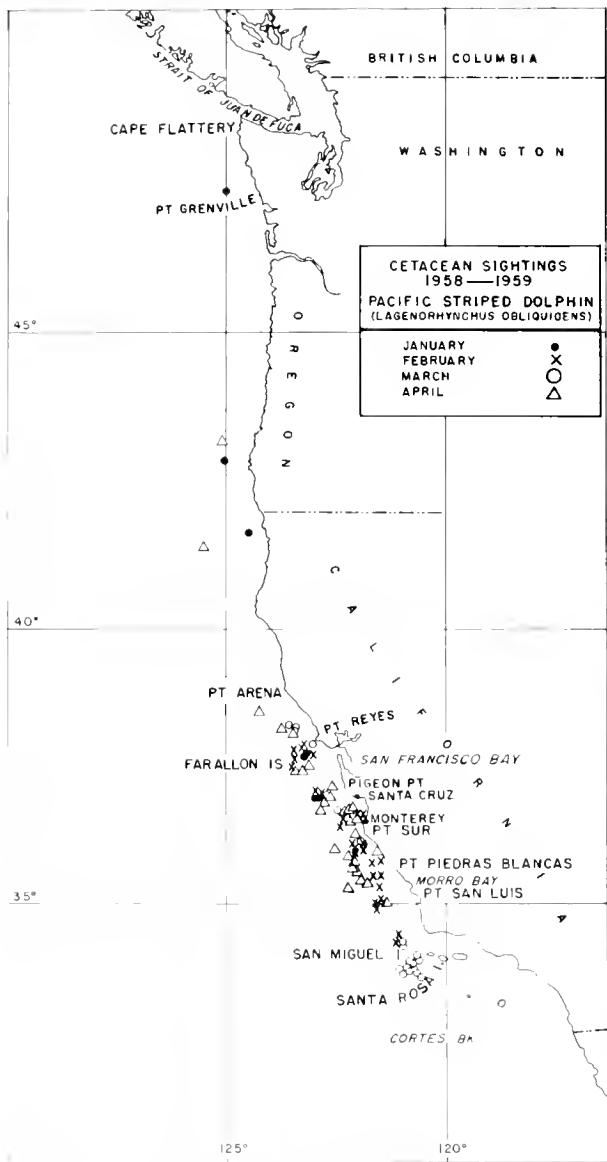 BRITISH COLUMBIA
STRAIT OF JUAN DE FUCA
CAPE FLATTERY
WASHINGTON
PT GRENVILLE
CETACEAN SIGHTINGS
1958—1959
PACIFIC STRIPED DOLPHIN
(LAGENORHYNCHUS OBLIQUIDENS)
JANUARY
FEBRUARY
MARCH
APRIL
45°
OREGON
40°
CALIFORNIA
PT ARENA
PT REYES
FARALLON IS
SAN FRANCISCO BAY
PIGEON PT
SANTA CRUZ
MONTEREY
PT SUR
PT PIEDRAS BLANCAS
MORRO BAY
PT SAN LUIS
35°
SAN MIGUEL I
SANTA ROSA I.
CORTES BK
125°
120°